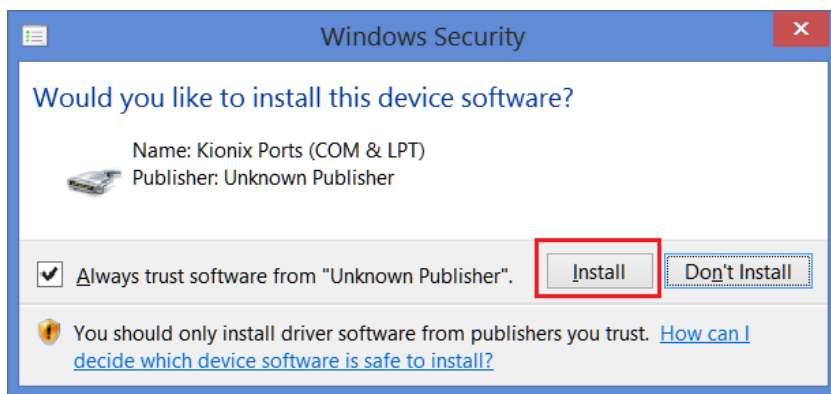 Windows Security
Would you like to install this device software?
Name: Kionix Ports (COM & LPT)
Publisher: Unknown Publisher
Always trust software from "Unknown Publisher".
Install
Don't Install
You should only install driver software from publishers you trust. How can I
decide which device software is safe to install?